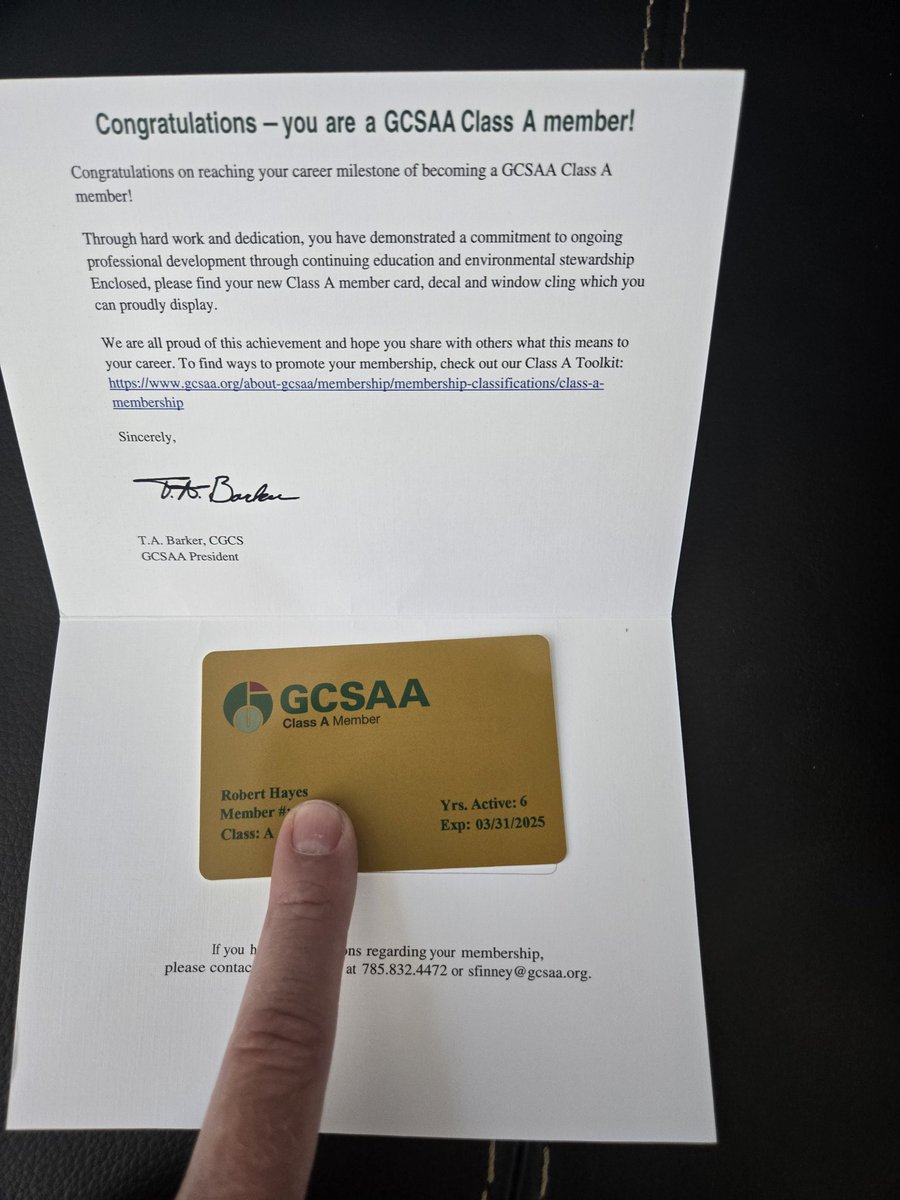 Congratulations – you are a GCSAA Class A member!
Congratulations on reaching your career milestone of becoming a GCSAA Class A
member!
Through hard work and dedication, you have demonstrated a commitment to ongoing
professional development through continuing education and environmental stewardship
Enclosed, please find your new Class A member card, decal and window cling which you
can proudly display.
We are all proud of this achievement and hope you share with others what this means to
your career. To find ways to promote your membership, check out our Class A Toolkit:
https://www.gcsaa.org/about-gcsaa/membership/membership-classifications/class-a-
membership
Sincerely,
T.A. Barker
T.A. Barker, CGCS
GCSAA President
GCSAA
Class A Member
Robert Hayes
Member #:
Class: A
Yrs. Active: 6
Exp: 03/31/2025
If you regarding your membership,
please at 785.832.4472 or sfinney@gcsaa.org.